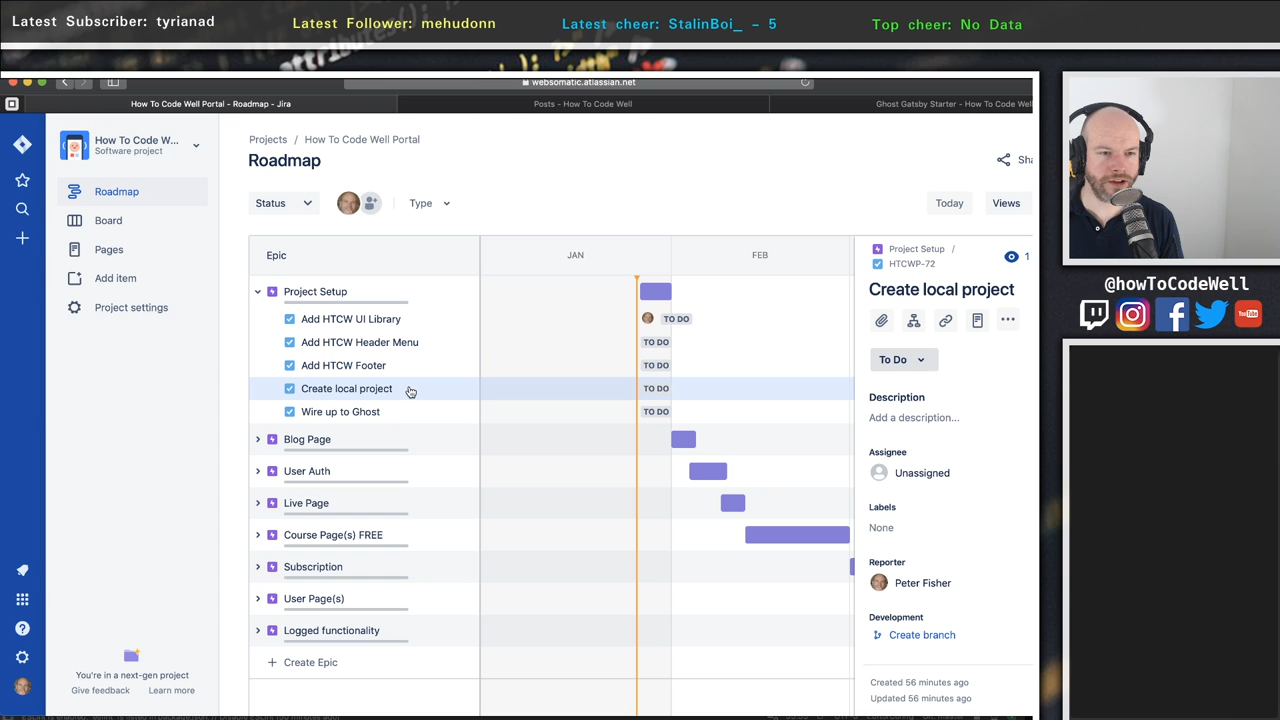 Latest Subscriber: tyrianad
Latest Follower: mehudonn
Latest cheer: StalinBoi_ - 5
Top cheer: No Data
websomatic.atlassian.net
How To Code Well Portal - Roadmap - Jira
Posts - How To Code Well
Ghost Gatsby Starter - How To Code Well
How To Code W...
Software project
Roadmap
Board
Pages
Add item
Project settings
You're in a next-gen project
Give feedback
Learn more
Projects / How To Code Well Portal
Roadmap
Sha
Status
Type
Today
Views
Epic
JAN
FEB
Project Setup
Add HTCW UI Library
TO DO
Add HTCW Header Menu
TO DO
Add HTCW Footer
TO DO
Create local project
TO DO
Wire up to Ghost
TO DO
Blog Page
User Auth
Live Page
Course Page(s) FREE
Subscription
User Page(s)
Logged functionality
+ Create Epic
Project Setup /
HTCWP-72
1
Create local project
To Do
Description
Add a description...
Assignee
Unassigned
Labels
None
Reporter
Peter Fisher
Development
Create branch
Created 56 minutes ago
Updated 56 minutes ago
@howToCodeWell
You Tube